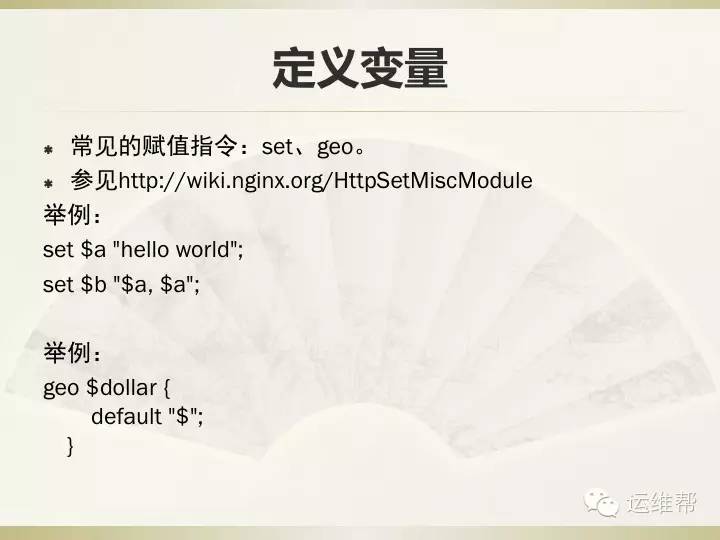 定义变量
常见的赋值指令：set、geo。
参见http://wiki.nginx.org/HttpSetMiscModule
举例：
set $a "hello world";
set $b "$a, $a";
举例：
geo $dollar {
default "$";
}
运维帮